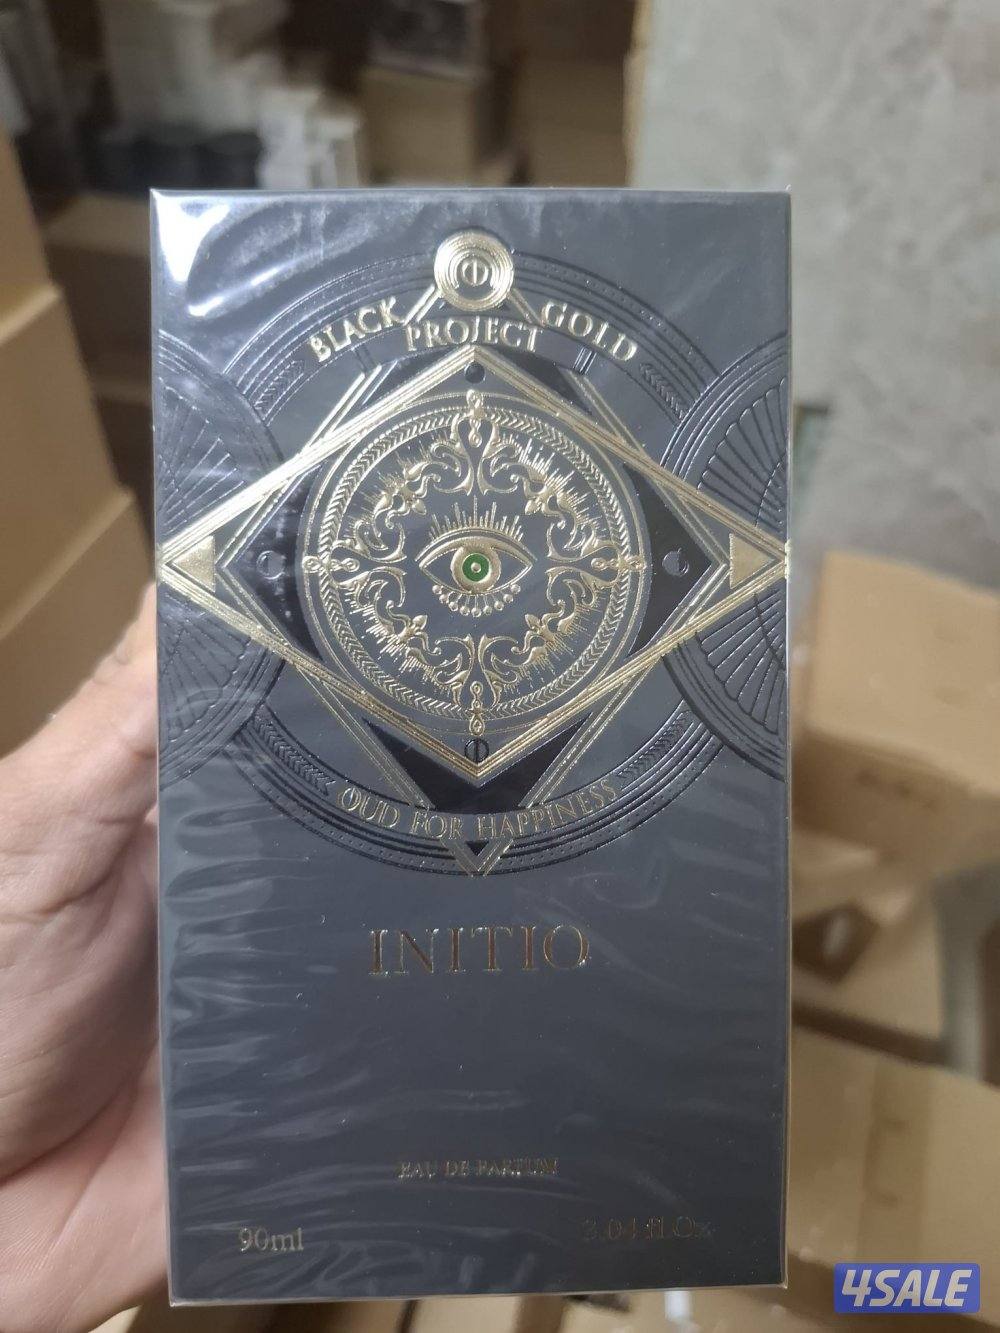 BLACK PROJECT GOLD
OUD FOR HAPPINESS
INITIO
EAU DE PARFUM
90ml 3.04 fl.Oz
4SALE